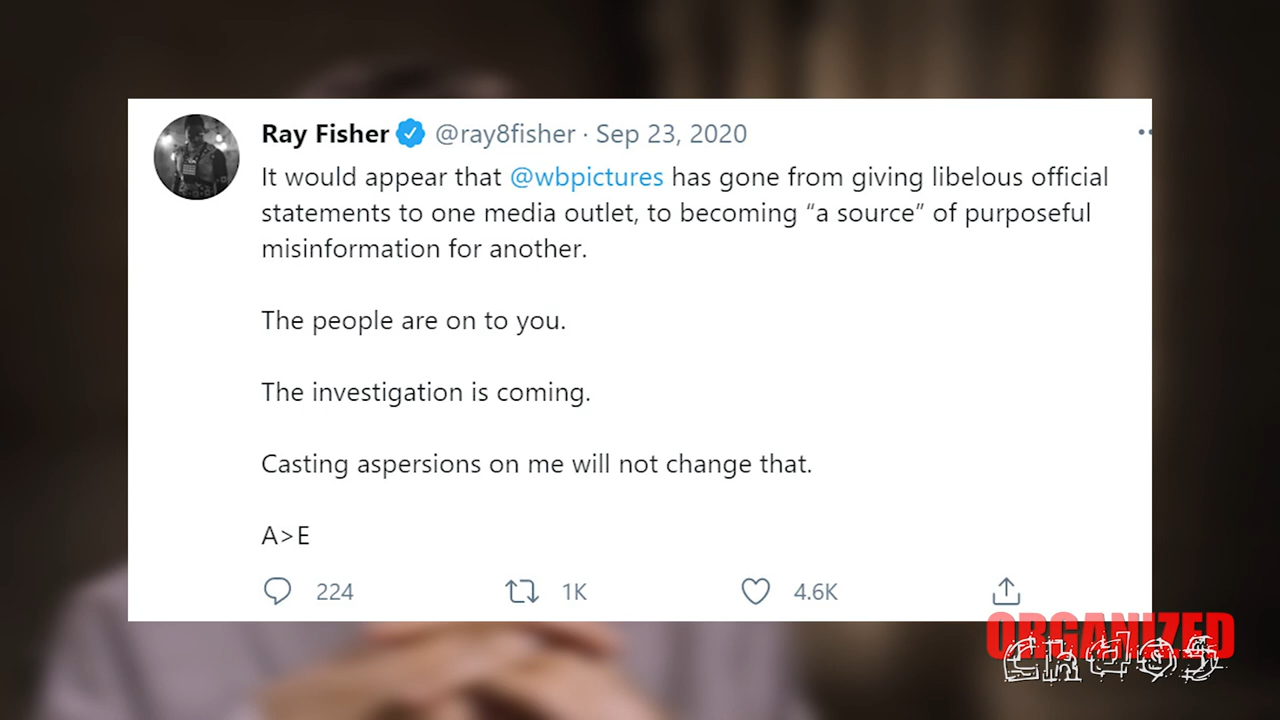 Ray Fisher @ray8fisher · Sep 23, 2020
It would appear that @wbpictures has gone from giving libelous official
statements to one media outlet, to becoming “a source” of purposeful
misinformation for another.
The people are on to you.
The investigation is coming.
Casting aspersions on me will not change that.
A>E
224 1K 4.6K
ORGANIZED
CHAOS